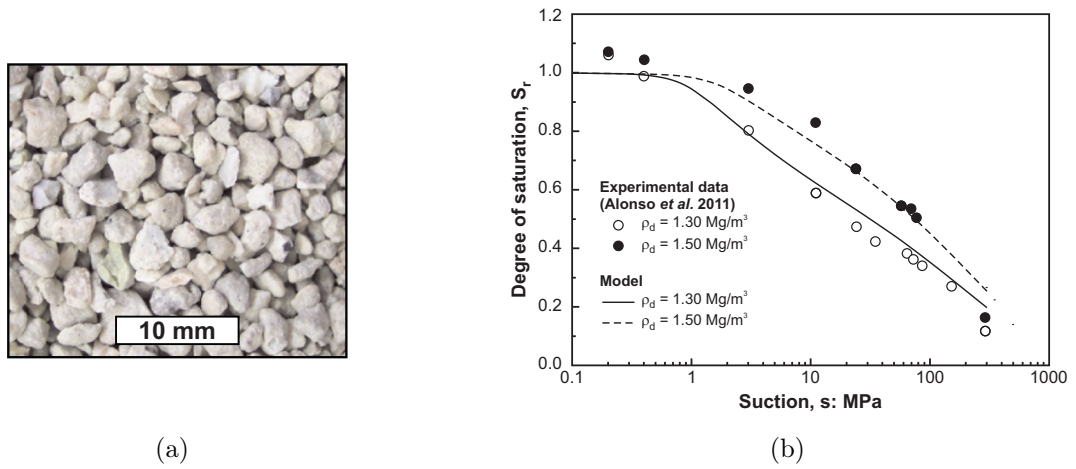 10 mm
(a)
Degree of saturation, Sᵣ
1.2
1.0
0.8
0.6
0.4
0.2
0.0
Experimental data
(Alonso et al. 2011)
ρd = 1.30 Mg/m³
ρd = 1.50 Mg/m³
Model
ρd = 1.30 Mg/m³
ρd = 1.50 Mg/m³
0.1 1 10 100 1000
Suction, s: MPa
(b)